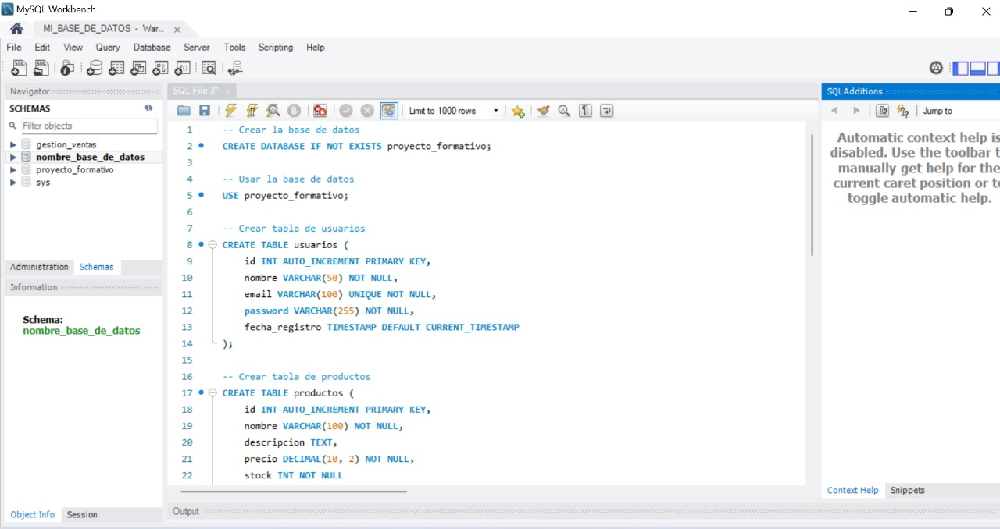 MySQL Workbench
MI_BASE_DE_DATOS - War...
File Edit View Query Database Server Tools Scripting Help
Navigator
SCHEMAS
Filter objects
gestion_ventas
nombre_base_de_datos
proyecto_formativo
sys
Administration Schemas
Information
Schema:
nombre_base_de_datos
Object Info Session
SQL File 3*
Limit to 1000 rows
1 -- Crear la base de datos
2 CREATE DATABASE IF NOT EXISTS proyecto_formativo;
3
4 -- Usar la base de datos
5 USE proyecto_formativo;
6
7 -- Crear tabla de usuarios
8 CREATE TABLE usuarios (
9 id INT AUTO_INCREMENT PRIMARY KEY,
10 nombre VARCHAR(50) NOT NULL,
11 email VARCHAR(100) UNIQUE NOT NULL,
12 password VARCHAR(255) NOT NULL,
13 fecha_registro TIMESTAMP DEFAULT CURRENT_TIMESTAMP
14 );
15
16 -- Crear tabla de productos
17 CREATE TABLE productos (
18 id INT AUTO_INCREMENT PRIMARY KEY,
19 nombre VARCHAR(100) NOT NULL,
20 descripcion TEXT,
21 precio DECIMAL(10, 2) NOT NULL,
22 stock INT NOT NULL
Output
SQL Additions
Jump to
Automatic context help is
disabled. Use the toolbar t
manually get help for the
current caret position or to
toggle automatic help.
Context Help Snippets